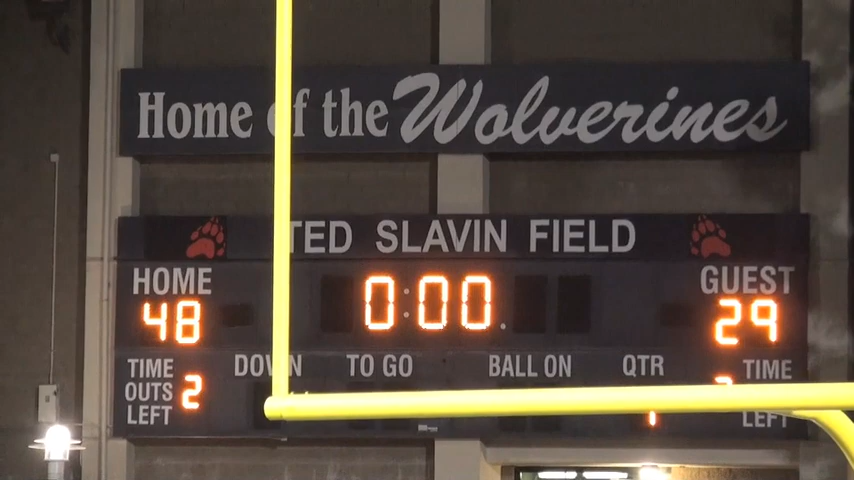 Home of the Wolverines
TED SLAVIN FIELD
HOME 0:00. GUEST
48 29
TIME OUTS LEFT 2 DOWN TO GO BALL ON QTR TIME LEFT